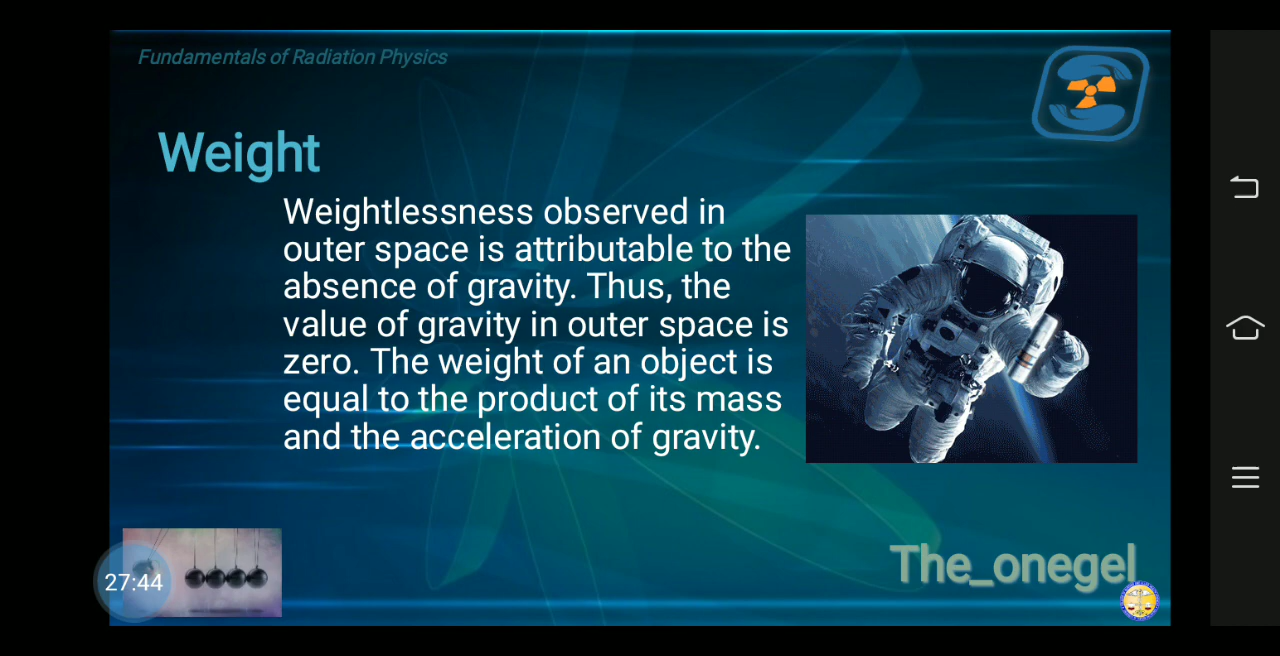 Fundamentals of Radiation Physics
Weight
Weightlessness observed in
outer space is attributable to the
absence of gravity. Thus, the
value of gravity in outer space is
zero. The weight of an object is
equal to the product of its mass
and the acceleration of gravity.
27:44
The_onegel